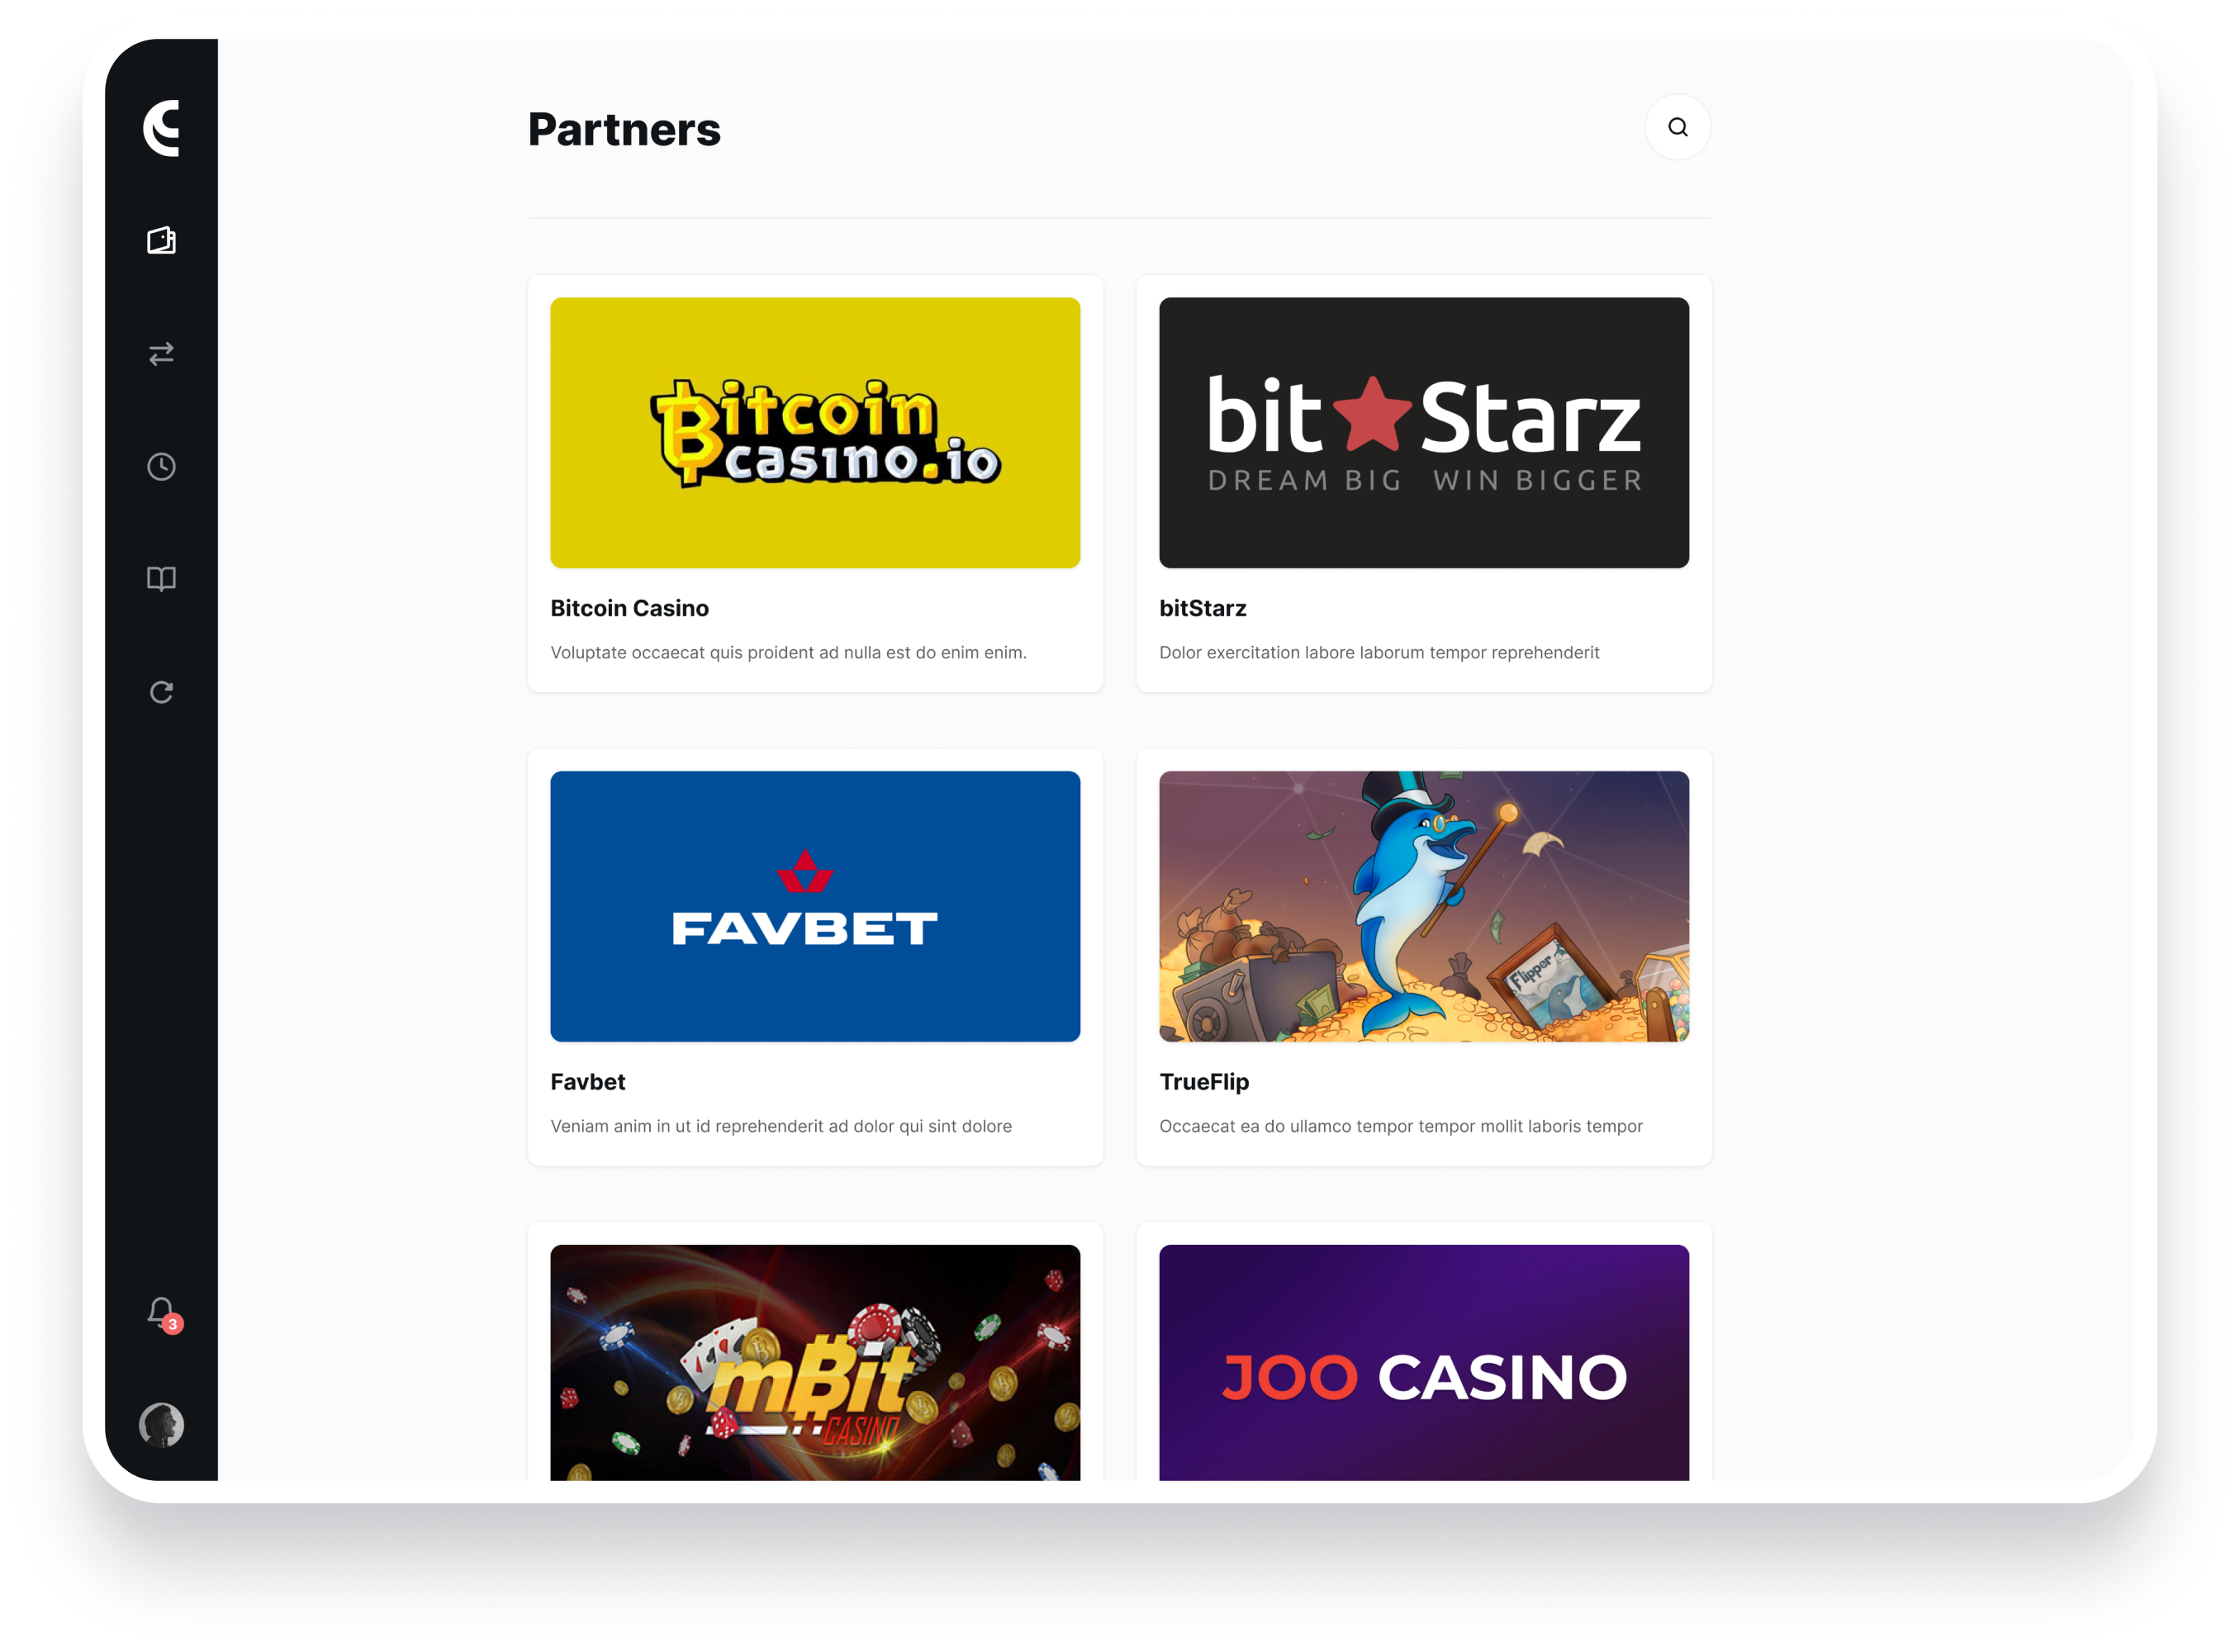 Partners
Bitcoin
casino.io
bit Starz
DREAM BIG WIN BIGGER
Bitcoin Casino
Voluptate occaecat quis proident ad nulla est do enim enim.
bitStarz
Dolor exercitation labore laborum tempor reprehenderit
FAVBET
Flipper
Favbet
Veniam anim in ut id reprehenderit ad dolor qui sint dolore
TrueFlip
Occaecat ea do ullamco tempor tempor mollit laboris tempor
mBit
CASINO
JOO CASINO
3